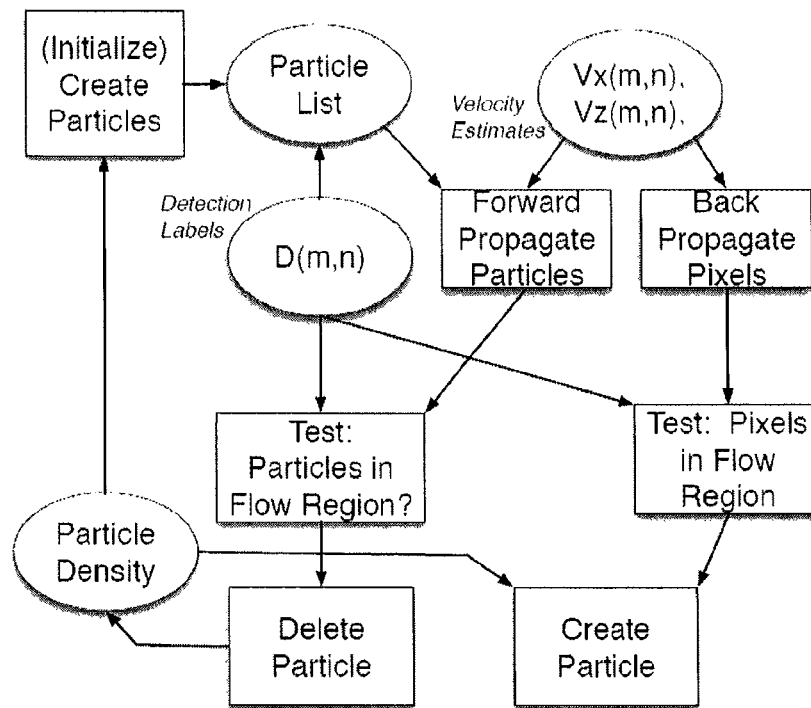 (Initialize)
Create
Particles
Particle
List
Velocity
Estimates
Vx(m,n),
Vz(m,n),
Detection
Labels
D(m,n)
Forward
Propagate
Particles
Back
Propagate
Pixels
Test:
Particles in
Flow Region?
Test: Pixels
in Flow
Region
Particle
Density
Delete
Particle
Create
Particle